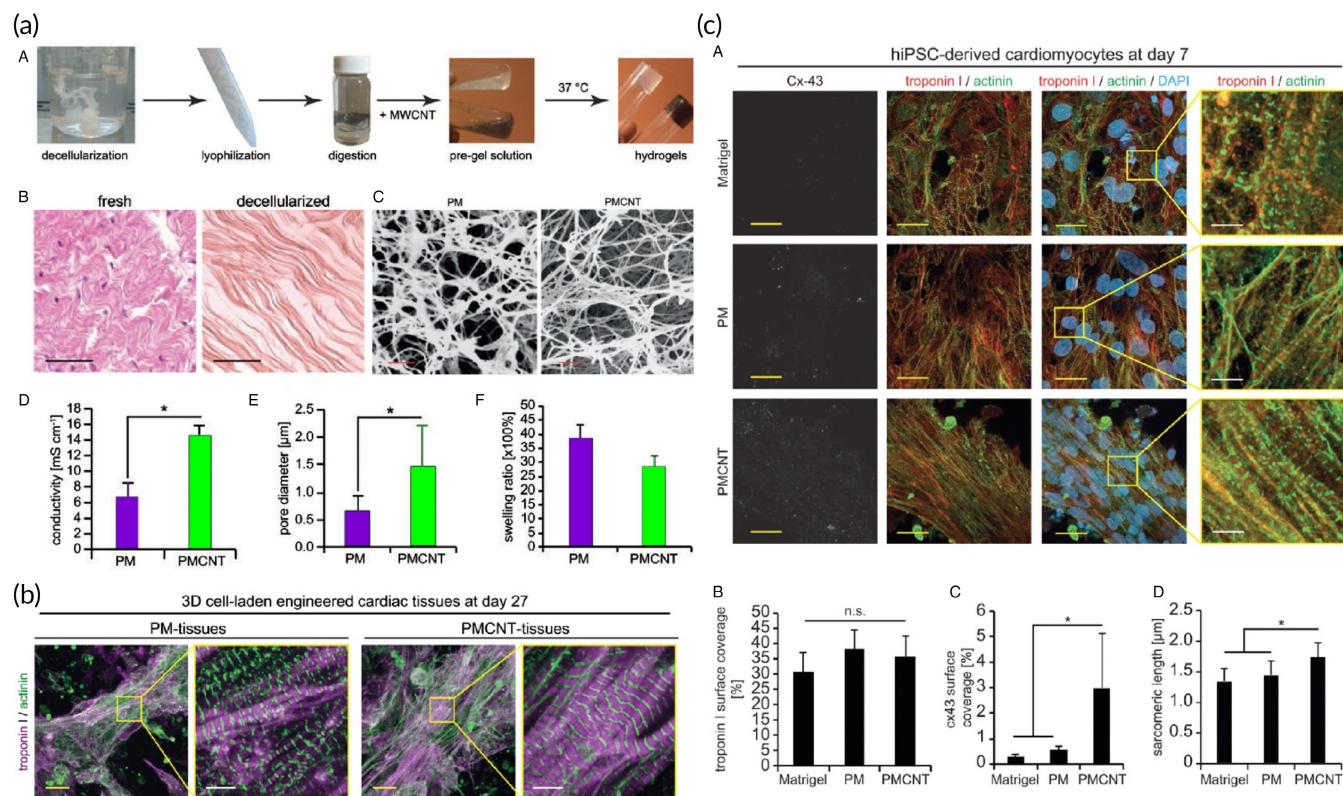 (a)
A
decellularization
lyophilization
digestion
+ MWCNT
pre-gel solution
37 °C
hydrogels
B
fresh
decellularized
C
PM
PMCNT
D
conductivity [mS cm⁻¹]
16
14
12
10
8
6
4
2
0
*
PM
PMCNT
E
pore diameter [µm]
2.5
2.0
1.5
1.0
0.5
0.0
*
PM
PMCNT
F
swelling ratio [x100%]
50
45
40
35
30
25
20
15
10
5
0
PM
PMCNT
(b)
3D cell-laden engineered cardiac tissues at day 27
PM-tissues
PMCNT-tissues
troponin I / actinin
(c)
A
hiPSC-derived cardiomyocytes at day 7
Cx-43
troponin I / actinin
troponin I / actinin / DAPI
troponin I / actinin
Matrigel
PM
PMCNT
B
troponin I surface coverage
[%]
50
45
40
35
30
25
20
15
10
5
0
n.s.
Matrigel
PM
PMCNT
C
cx43 surface
coverage [%]
6
5
4
3
2
1
0
*
Matrigel
PM
PMCNT
D
sarcomeric length [µm]
2.5
2.0
1.5
1.0
0.5
0
*
Matrigel
PM
PMCNT